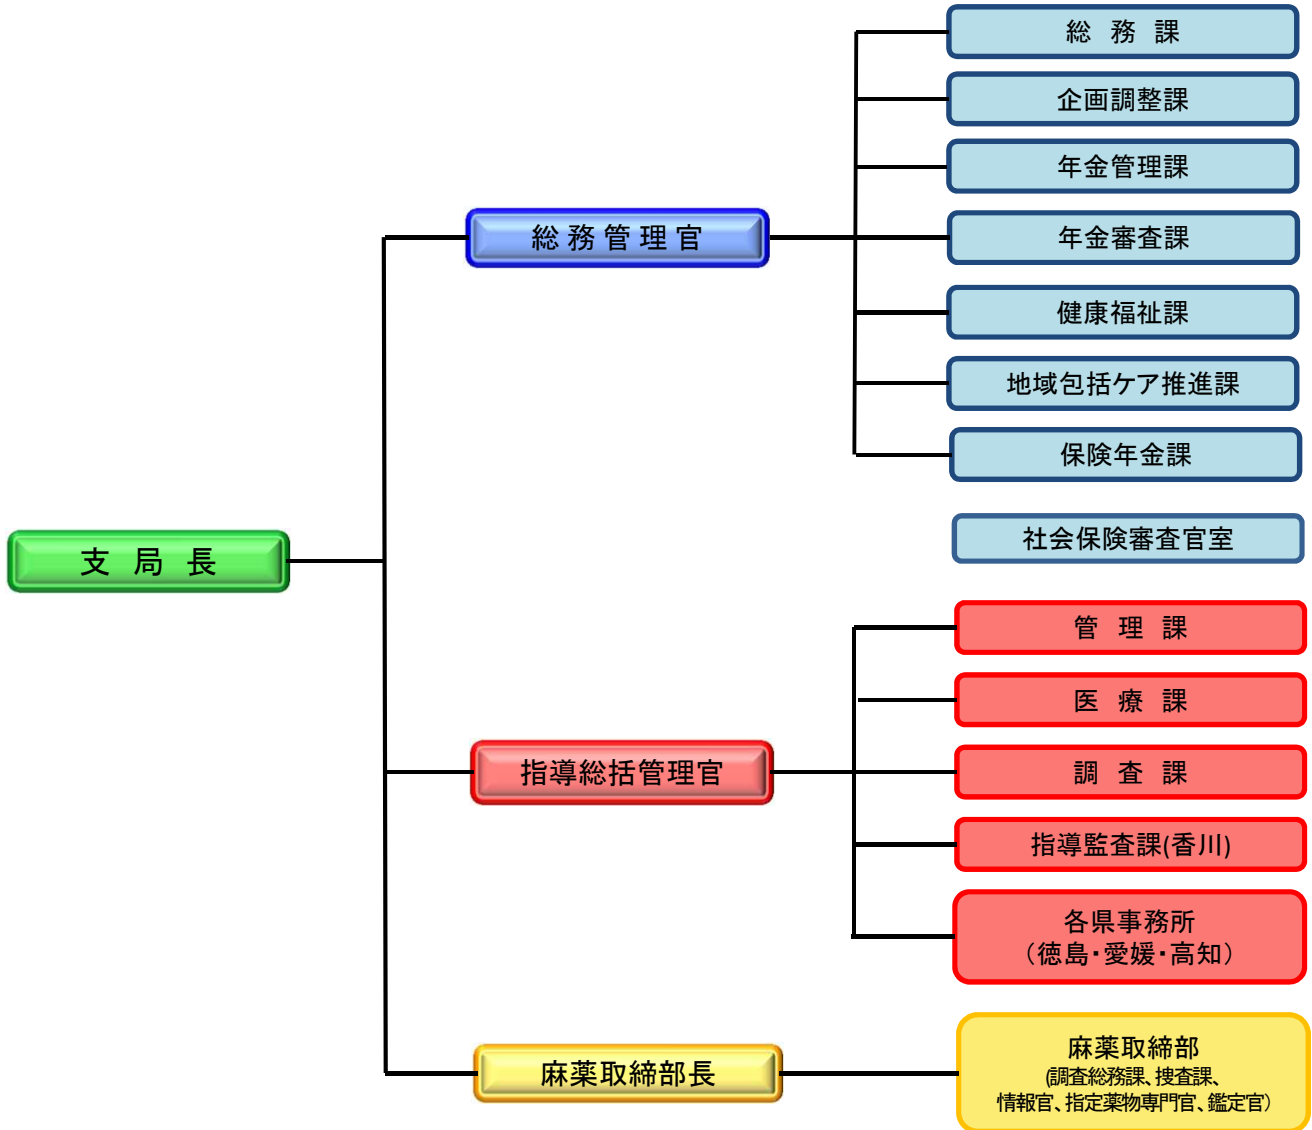 総 務 課
企画調整課
年金管理課
総務管理官
年金審査課
健康福祉課
地域包括ケア推進課
保険年金課
社会保険審査官室
支 局 長
管 理 課
医 療 課
指導総括管理官
調 査 課
指導監査課(香川)
各県事務所
（徳島・愛媛・高知）
麻薬取締部長
麻薬取締部
(調査総務課、捜査課、
情報官、指定薬物専門官、鑑定官）